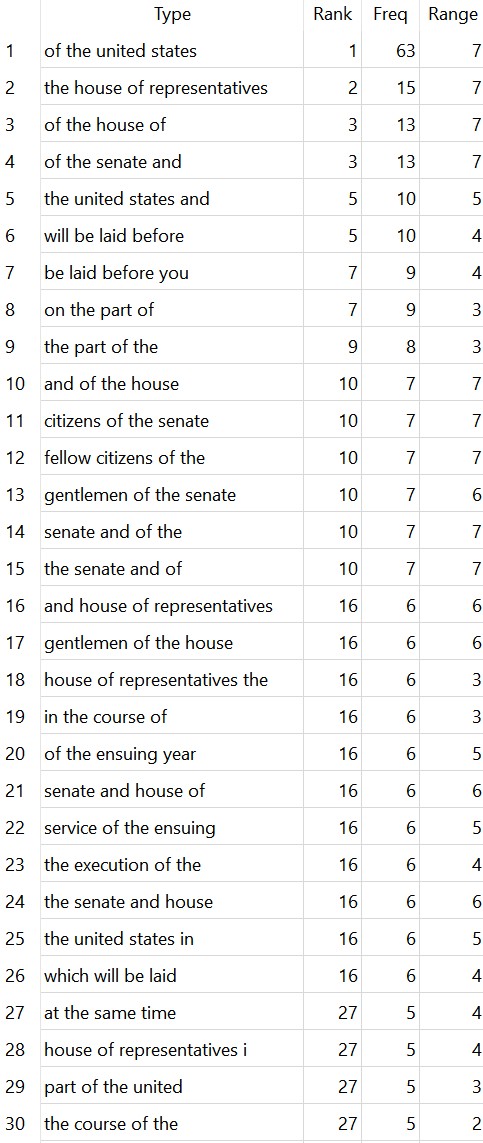 Type Rank Freq Range
1 of the united states 1 63 7
2 the house of representatives 2 15 7
3 of the house of 3 13 7
4 of the senate and 3 13 7
5 the united states and 5 10 5
6 will be laid before 5 10 4
7 be laid before you 7 9 4
8 on the part of 7 9 3
9 the part of the 9 8 3
10 and of the house 10 7 7
11 citizens of the senate 10 7 7
12 fellow citizens of the 10 7 7
13 gentlemen of the senate 10 7 6
14 senate and of the 10 7 7
15 the senate and of 10 7 7
16 and house of representatives 16 6 6
17 gentlemen of the house 16 6 6
18 house of representatives the 16 6 3
19 in the course of 16 6 3
20 of the ensuing year 16 6 5
21 senate and house of 16 6 6
22 service of the ensuing 16 6 5
23 the execution of the 16 6 4
24 the senate and house 16 6 6
25 the united states in 16 6 5
26 which will be laid 16 6 4
27 at the same time 27 5 4
28 house of representatives i 27 5 4
29 part of the united 27 5 3
30 the course of the 27 5 2